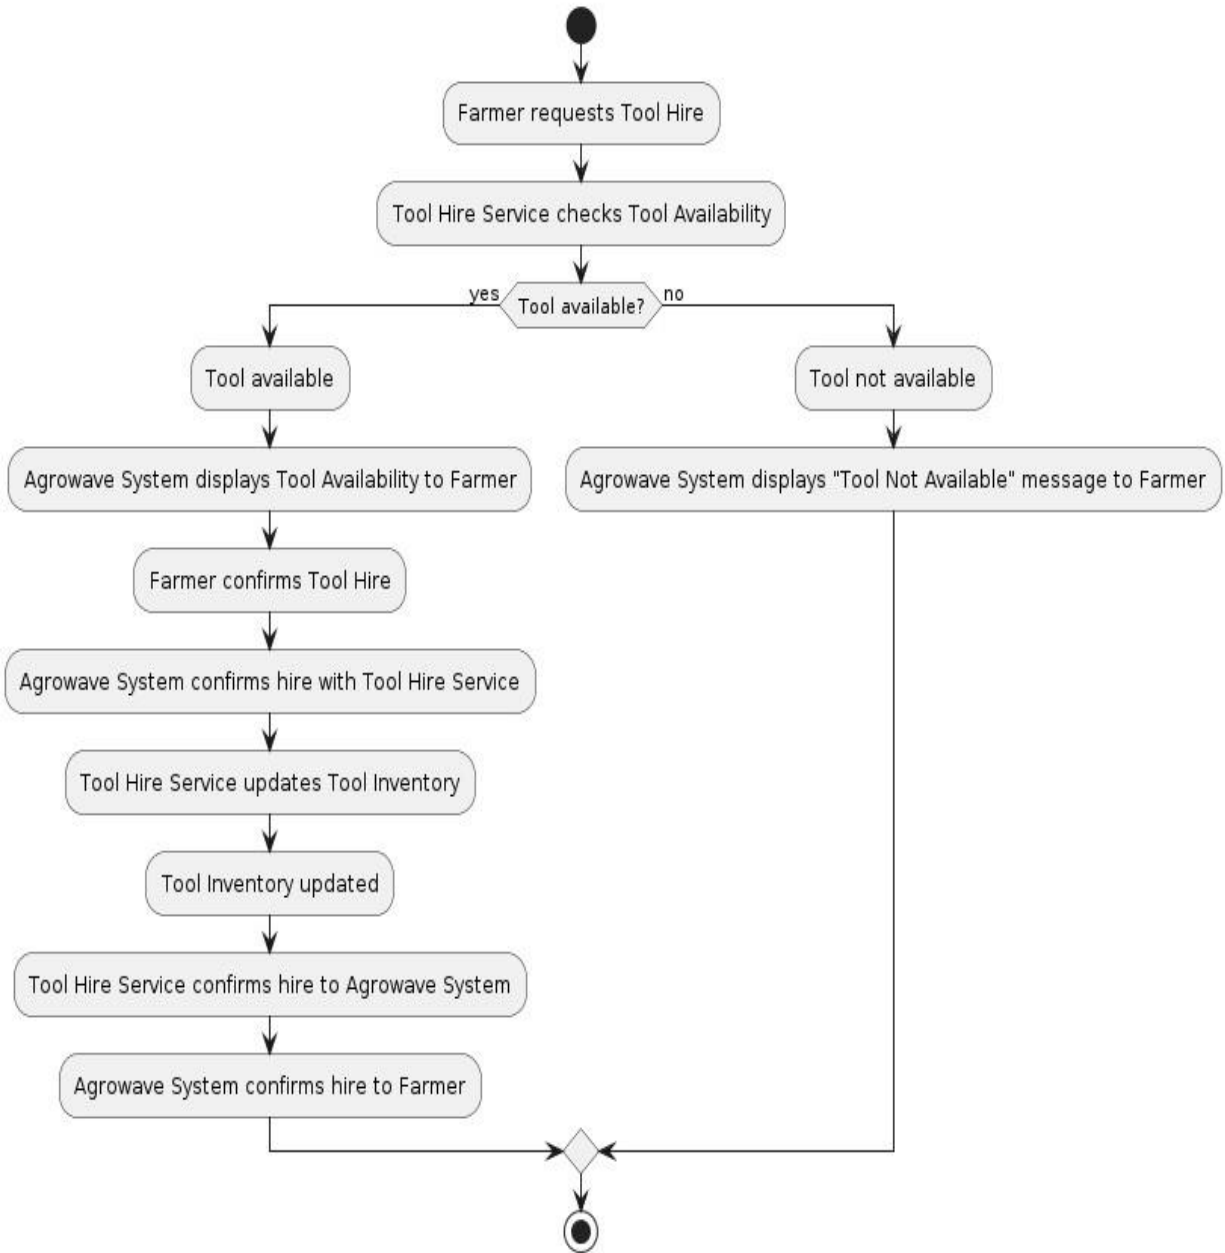 Farmer requests Tool Hire
Tool Hire Service checks Tool Availability
yes
Tool available?
no
Tool available
Tool not available
Agrowave System displays Tool Availability to Farmer
Agrowave System displays "Tool Not Available" message to Farmer
Farmer confirms Tool Hire
Agrowave System confirms hire with Tool Hire Service
Tool Hire Service updates Tool Inventory
Tool Inventory updated
Tool Hire Service confirms hire to Agrowave System
Agrowave System confirms hire to Farmer